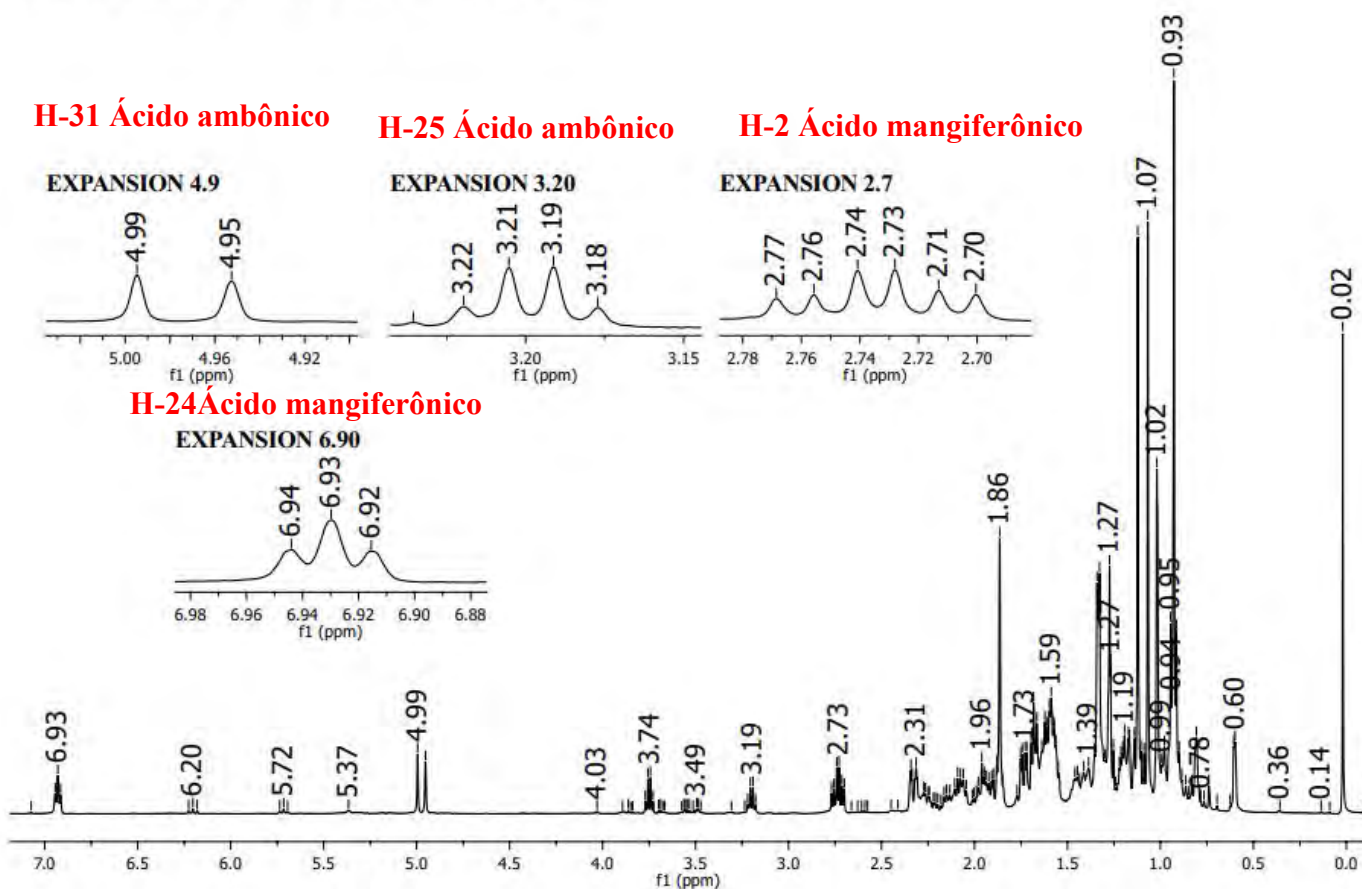 H-31 Ácido ambônico
EXPANSION 4.9
4.99
4.95
5.00 4.96 4.92
f1 (ppm)
H-25 Ácido ambônico
EXPANSION 3.20
3.22
3.21
3.19
3.18
3.20 3.15
f1 (ppm)
H-2 Ácido mangiferônico
EXPANSION 2.7
2.77
2.76
2.74
2.73
2.71
2.70
2.78 2.76 2.74 2.72 2.70
f1 (ppm)
H-24Ácido mangiferônico
EXPANSION 6.90
6.94
6.93
6.92
6.98 6.96 6.94 6.92 6.90 6.88
f1 (ppm)
6.93
6.20
5.72
5.37
4.99
4.03
3.74
3.49
3.19
2.73
2.31
1.96
1.86
1.73
1.59
1.39
1.27
1.27
1.19
1.07
1.02
0.99
0.94
0.95
0.93
0.78
0.60
0.36
0.14
0.02
7.0 6.5 6.0 5.5 5.0 4.5 4.0 3.5 3.0 2.5 2.0 1.5 1.0 0.5 0.0
f1 (ppm)